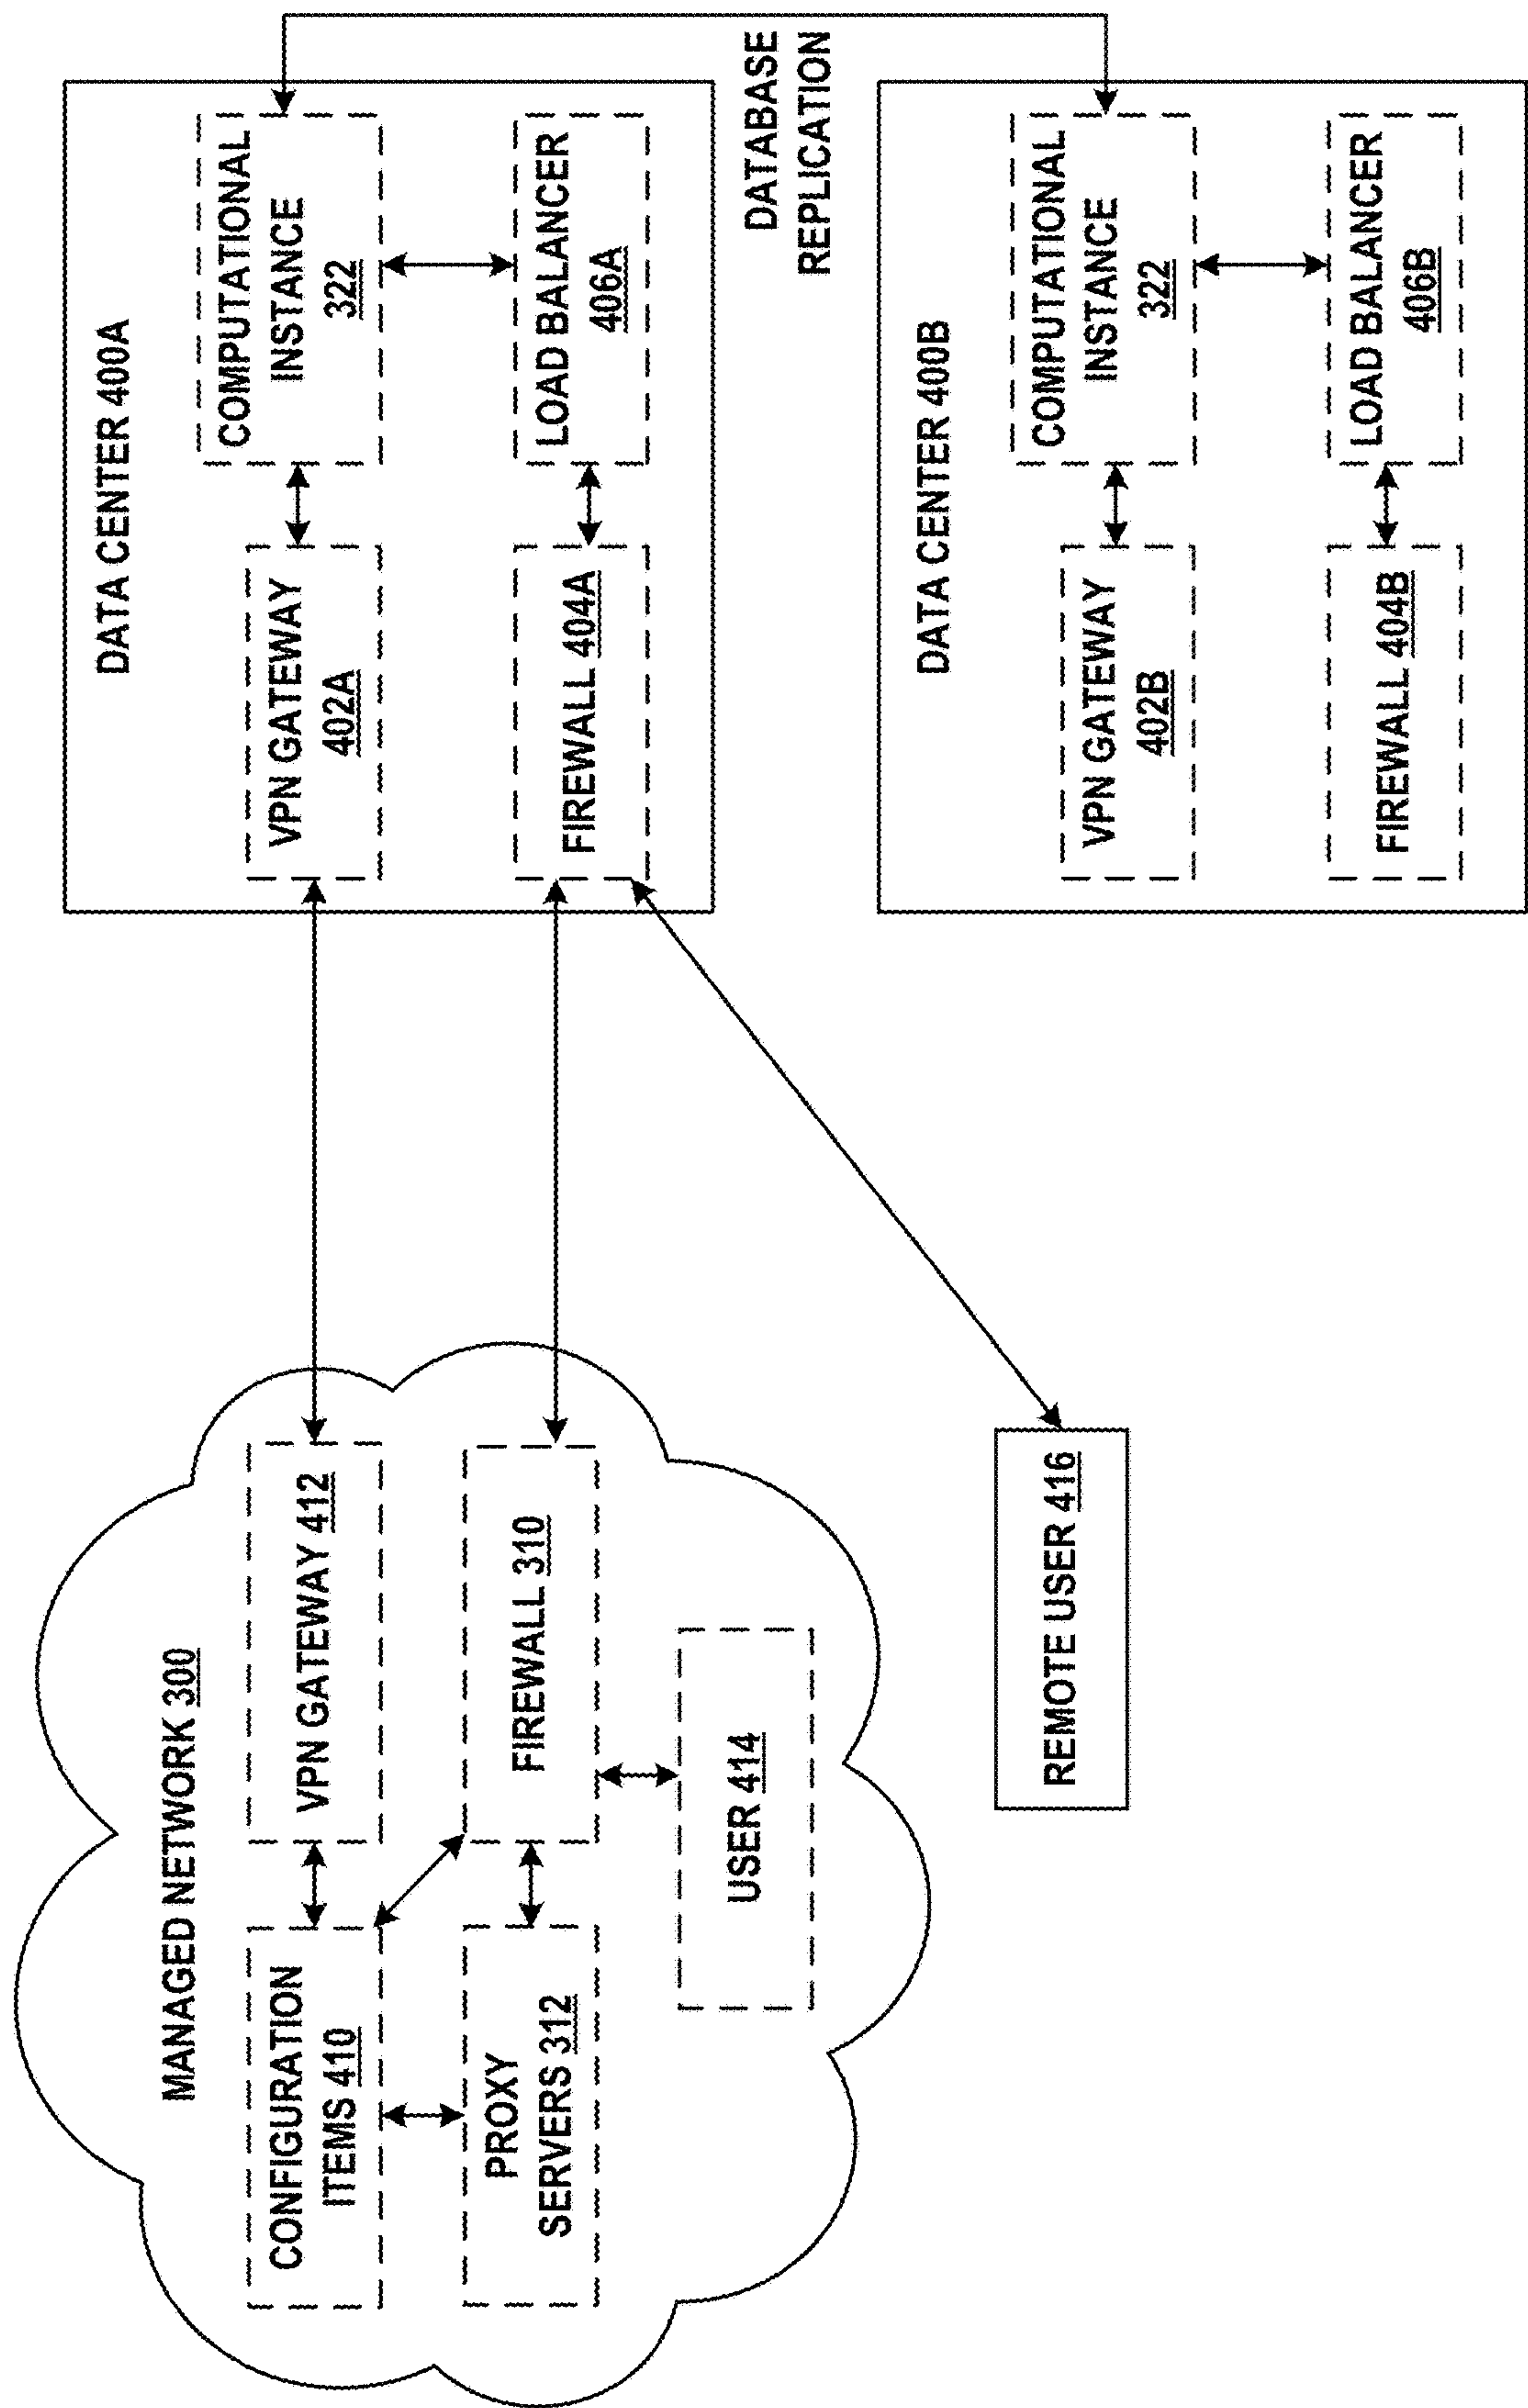 MANAGED NETWORK 300
CONFIGURATION
ITEMS 410
VPN GATEWAY 412
PROXY
SERVERS 312
FIREWALL 310
USER 414
REMOTE USER 416
DATA CENTER 400A
VPN GATEWAY
402A
COMPUTATIONAL
INSTANCE
322
FIREWALL 404A
LOAD BALANCER
406A
DATABASE
REPLICATION
DATA CENTER 400B
VPN GATEWAY
402B
COMPUTATIONAL
INSTANCE
322
FIREWALL 404B
LOAD BALANCER
406B